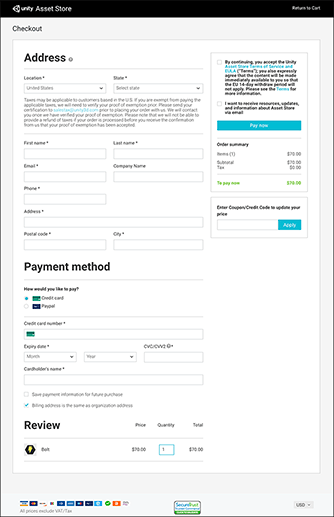 unity Asset Store
Return to Cart
Checkout
Address
Location *
State *
United States
Select state
Taxes may be applicable to customers based in the U.S. if you are exempt from paying the
applicable taxes, we will need to verify your proof of exemption prior. Please send your
certification to salestax@unity3d.com prior to placing your order with us. We will contact
you once we have verified your proof of exemption. Please note that we will not be able to
provide a refund of taxes if your order is processed before you receive the confirmation
from us that your proof of exemption has been accepted.
First name *
Last name *
Email *
Company Name
Phone *
Address *
Postal code *
City *
Payment method
How would you like to pay?
Credit card
Paypal
Credit card number *
Expiry date *
CVC/CVV2 *
Month
Year
Cardholder's name *
Save payment information for future purchase
Billing address is the same as organization address
Review
Price
Quantity
Total
Bolt
$70.00
1
$70.00
By continuing, you accept the Unity
Asset Store Terms of Service and
EULA ("Terms"); you also expressly
agree that the content will be made
immediately available to you so that
the EU 14-day withdraw period will
not apply. Please see the Terms for
more information.
I want to receive resources, updates,
and information about Asset Store
via email
Pay now
Order summary
Items (1)
$70.00
Subtotal
$70.00
Tax
$0.00
To pay now
$70.00
Enter Coupon/Credit Code to update your
price
Apply
All prices exclude VAT/Tax
SecureTrust
USD